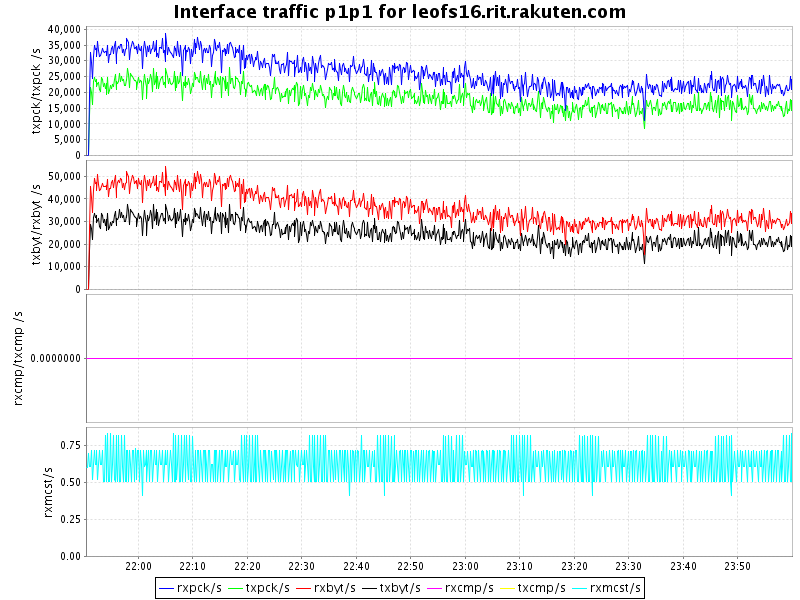 Interface traffic p1p1 for leofs16.rit.rakuten.com
txpck/txpck /s
40,000
35,000
30,000
25,000
20,000
15,000
10,000
5,000
0
txbyt/rxbyt /s
50,000
40,000
30,000
20,000
10,000
0
rxcmp/txcmp /s
0.0000000
rxmcst/s
0.75
0.50
0.25
0.00
22:00 22:10 22:20 22:30 22:40 22:50 23:00 23:10 23:20 23:30 23:40 23:50
rxpck/s txpck/s rxbyt/s txbyt/s rxcmp/s txcmp/s rxmcst/s